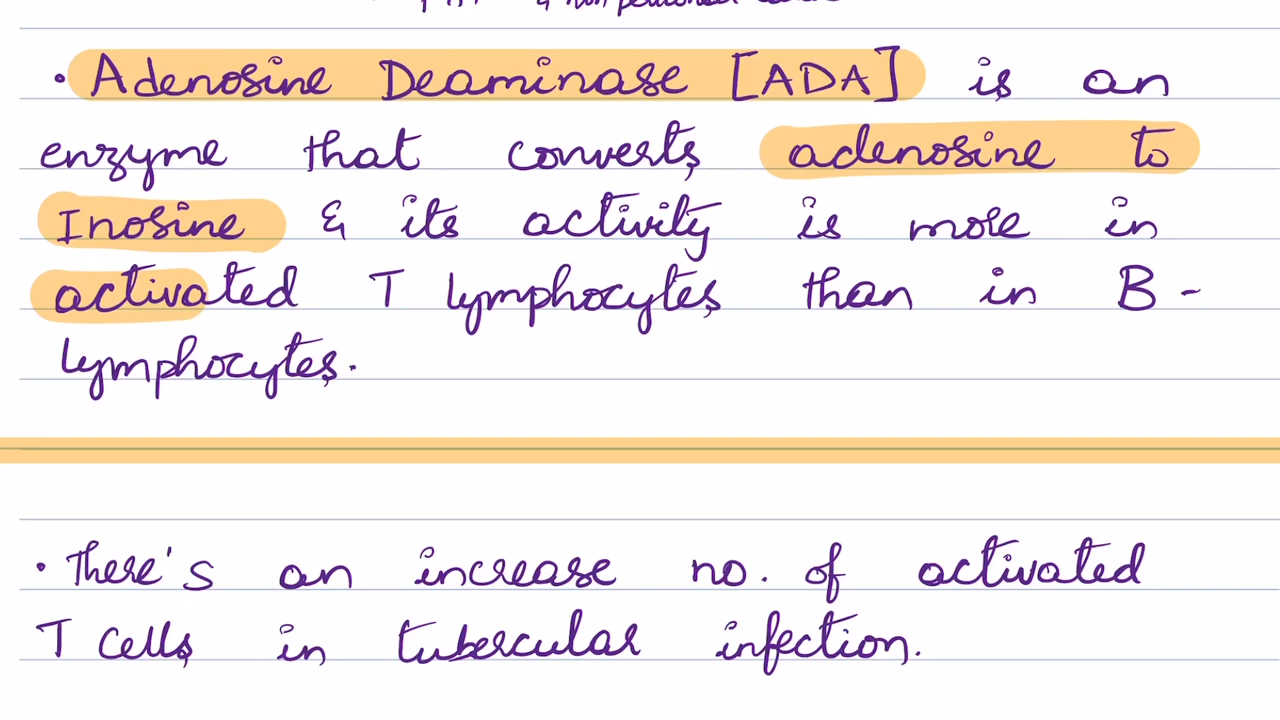 • Adenosine Deaminase [ADA] is an
enzyme that converts adenosine to
Inosine & its activity is more in
activated T lymphocytes than in B -
lymphocytes.
• There's an increase no. of activated
T cells in tubercular infection.